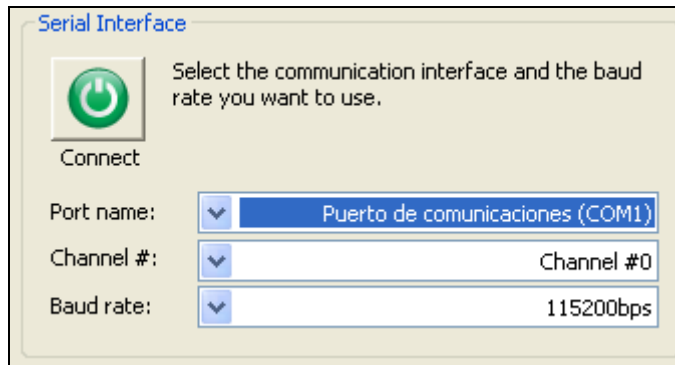 Serial Interface
Select the communication interface and the baud
rate you want to use.
Connect
Port name:
Puerto de comunicaciones (COM1)
Channel #:
Channel #0
Baud rate:
115200bps